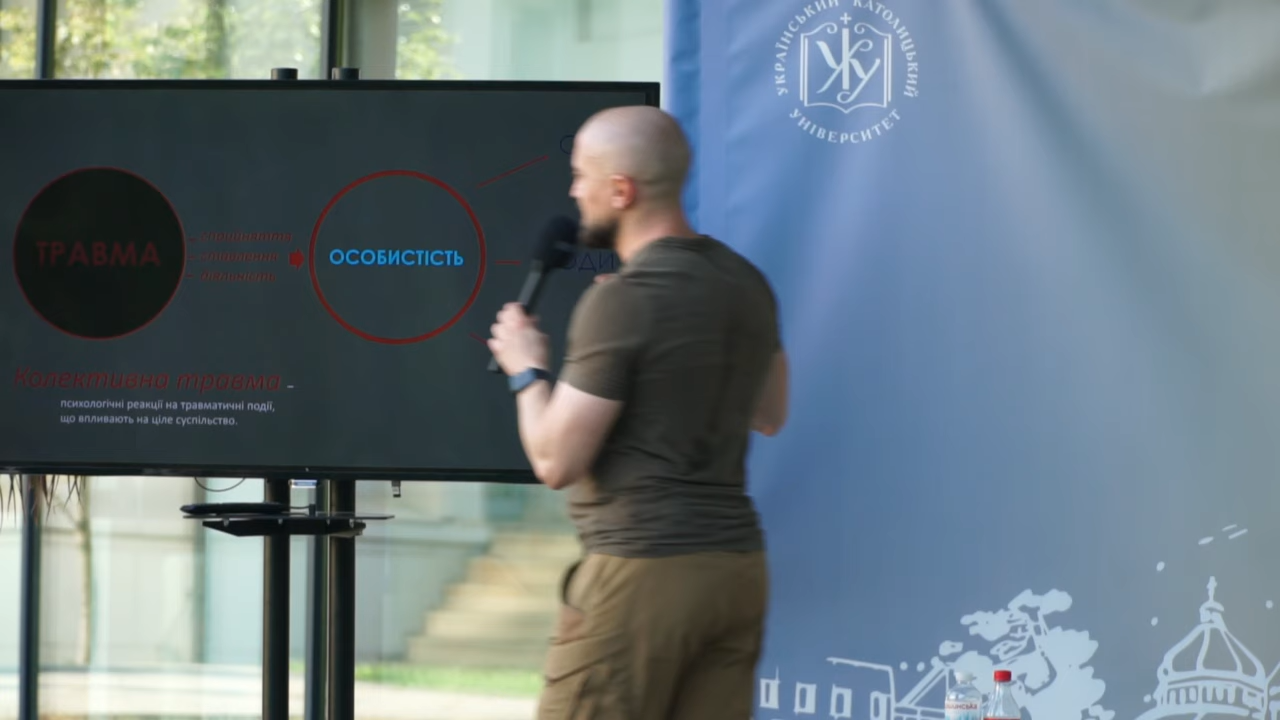 УКРАЇНСЬКИЙ КАТОЛИЦЬКИЙ
УНІВЕРСИТЕТ
ТРАВМА
ОСОБИСТІСТЬ
Колективна травма –
психологічні реакції на травматичні події,
що впливають на ціле суспільство.